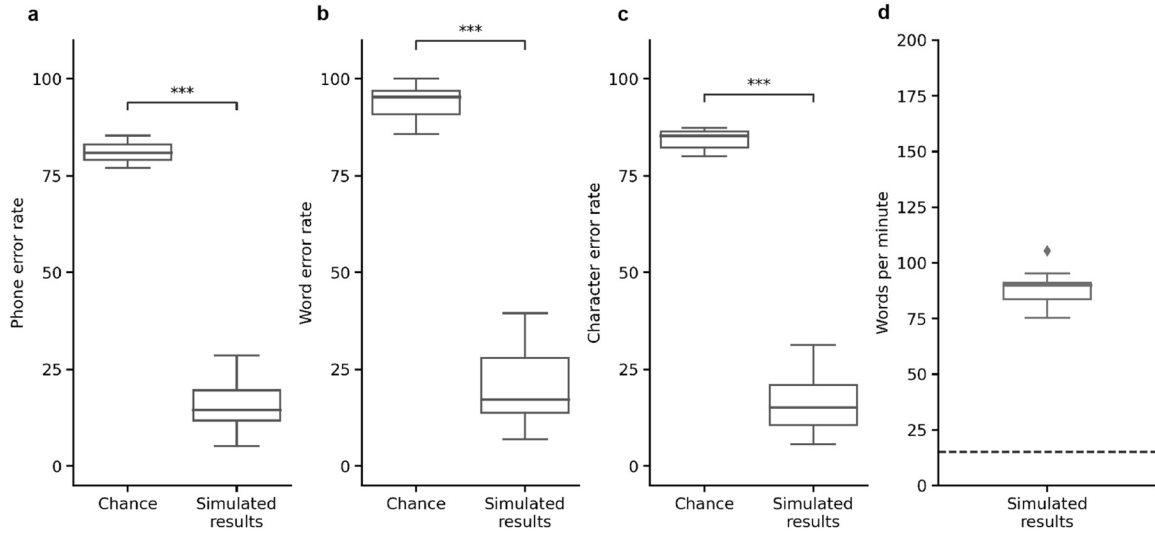 a
***
100
75
50
25
0
Phone error rate
Chance
Simulated
results
b
***
100
75
50
25
0
Word error rate
Chance
Simulated
results
c
***
100
75
50
25
0
Character error rate
Chance
Simulated
results
d
200
175
150
125
100
75
50
25
0
Words per minute
Simulated
results